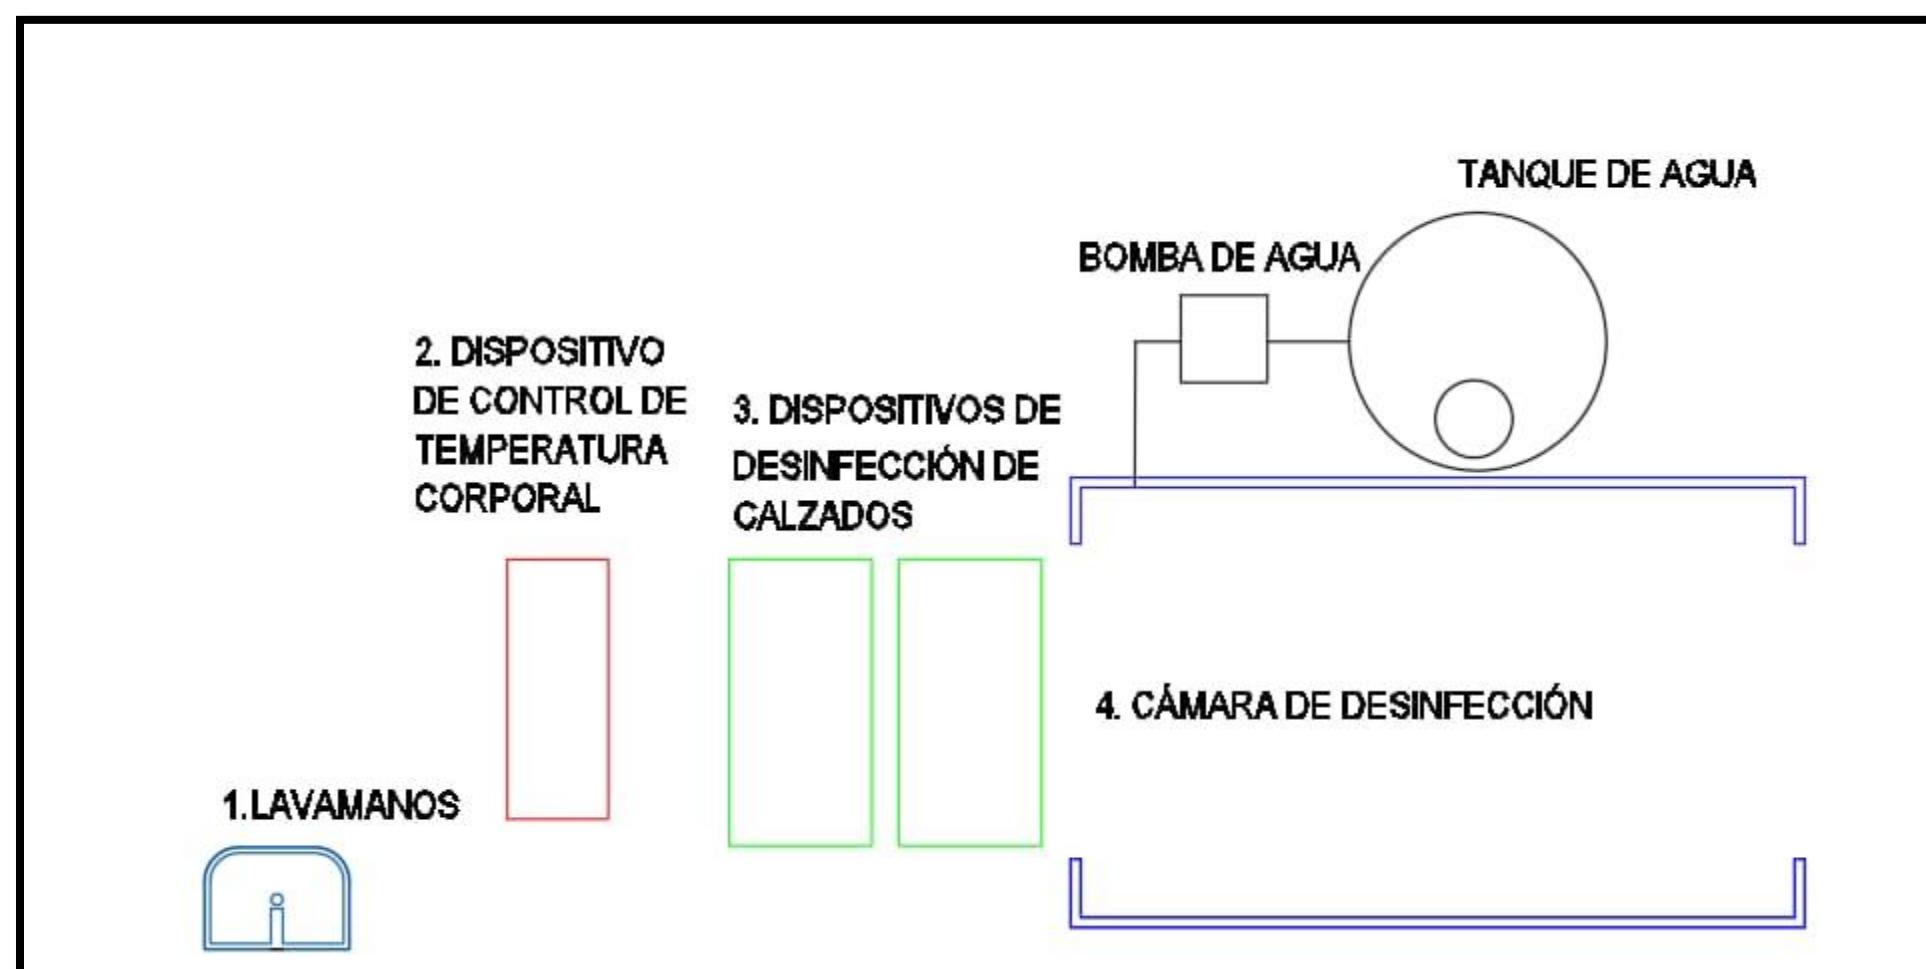 TANQUE DE AGUA
BOMBA DE AGUA
2. DISPOSITIVO
DE CONTROL DE
TEMPERATURA
CORPORAL
3. DISPOSITIVOS DE
DESINFECCIÓN DE
CALZADOS
4. CÁMARA DE DESINFECCIÓN
1.LAVAMANOS